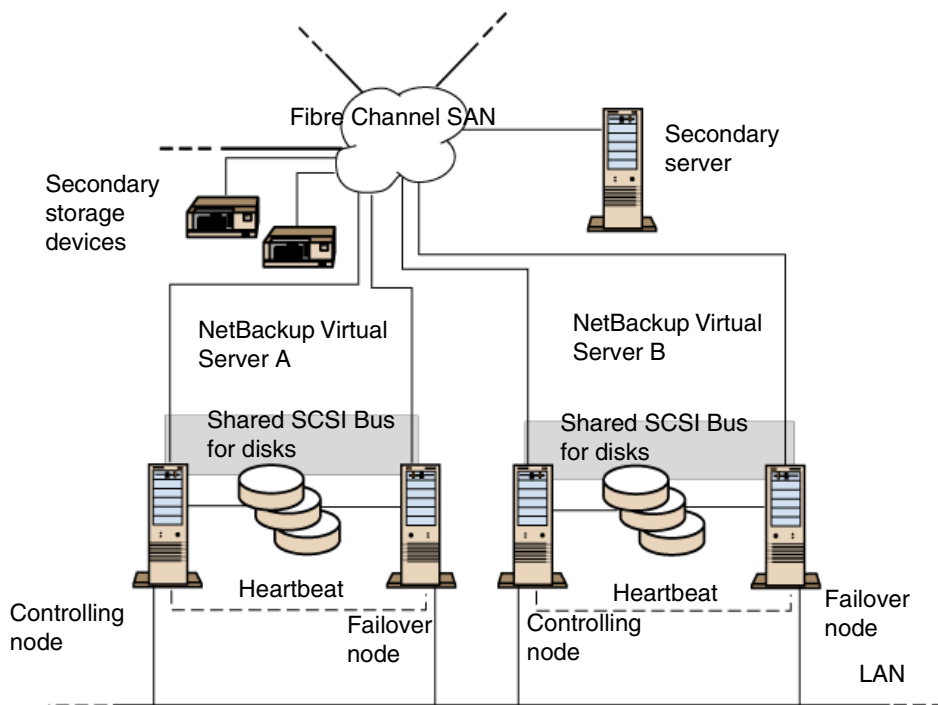 Fibre Channel SAN
Secondary
server
Secondary
storage
devices
NetBackup Virtual
Server A
NetBackup Virtual
Server B
Shared SCSI Bus
for disks
Shared SCSI Bus
for disks
Heartbeat
Heartbeat
Controlling
node
Failover
node
Controlling
node
Failover
node
LAN